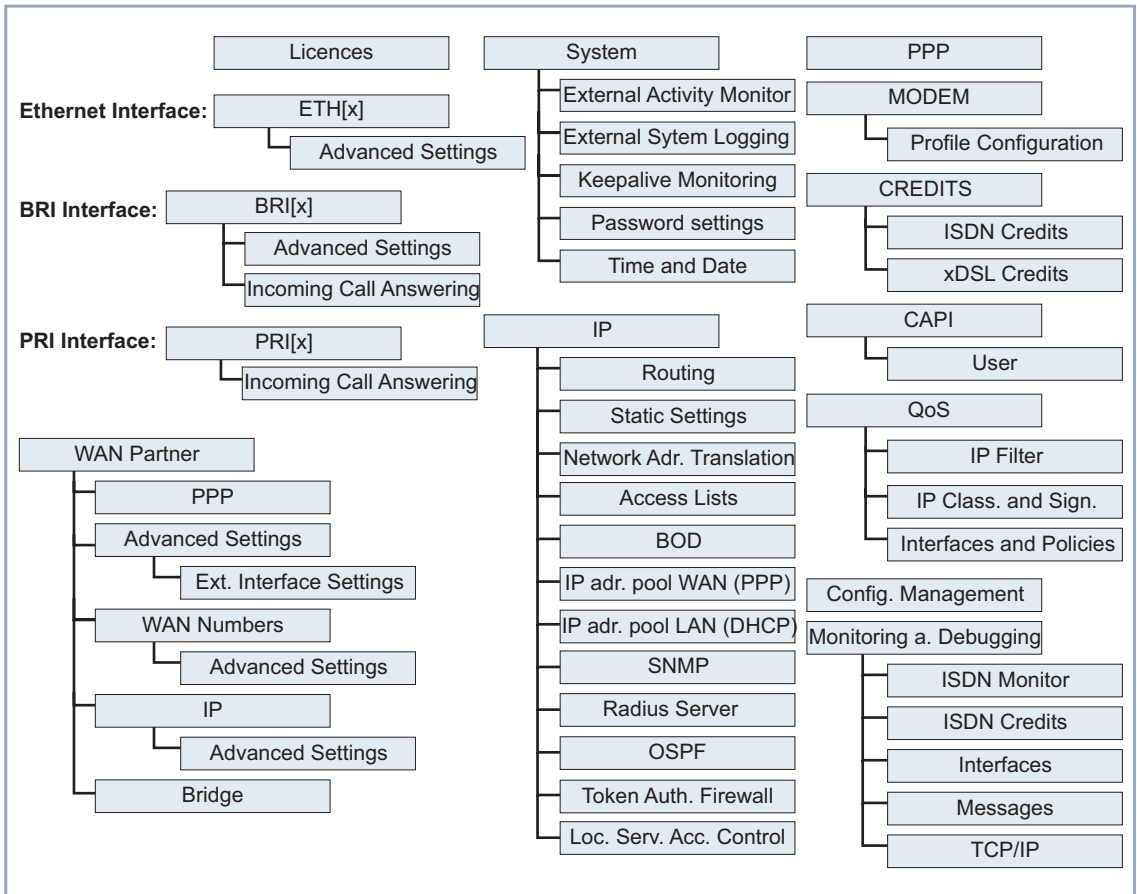 Licences
Ethernet Interface:
ETH[x]
Advanced Settings
BRI Interface:
BRI[x]
Advanced Settings
Incoming Call Answering
PRI Interface:
PRI[x]
Incoming Call Answering
WAN Partner
PPP
Advanced Settings
Ext. Interface Settings
WAN Numbers
Advanced Settings
IP
Advanced Settings
Bridge
System
External Activity Monitor
External Sytem Logging
Keepalive Monitoring
Password settings
Time and Date
IP
Routing
Static Settings
Network Adr. Translation
Access Lists
BOD
IP adr. pool WAN (PPP)
IP adr. pool LAN (DHCP)
SNMP
Radius Server
OSPF
Token Auth. Firewall
Loc. Serv. Acc. Control
PPP
MODEM
Profile Configuration
CREDITS
ISDN Credits
xDSL Credits
CAPI
User
QoS
IP Filter
IP Class. and Sign.
Interfaces and Policies
Config. Management
Monitoring a. Debugging
ISDN Monitor
ISDN Credits
Interfaces
Messages
TCP/IP